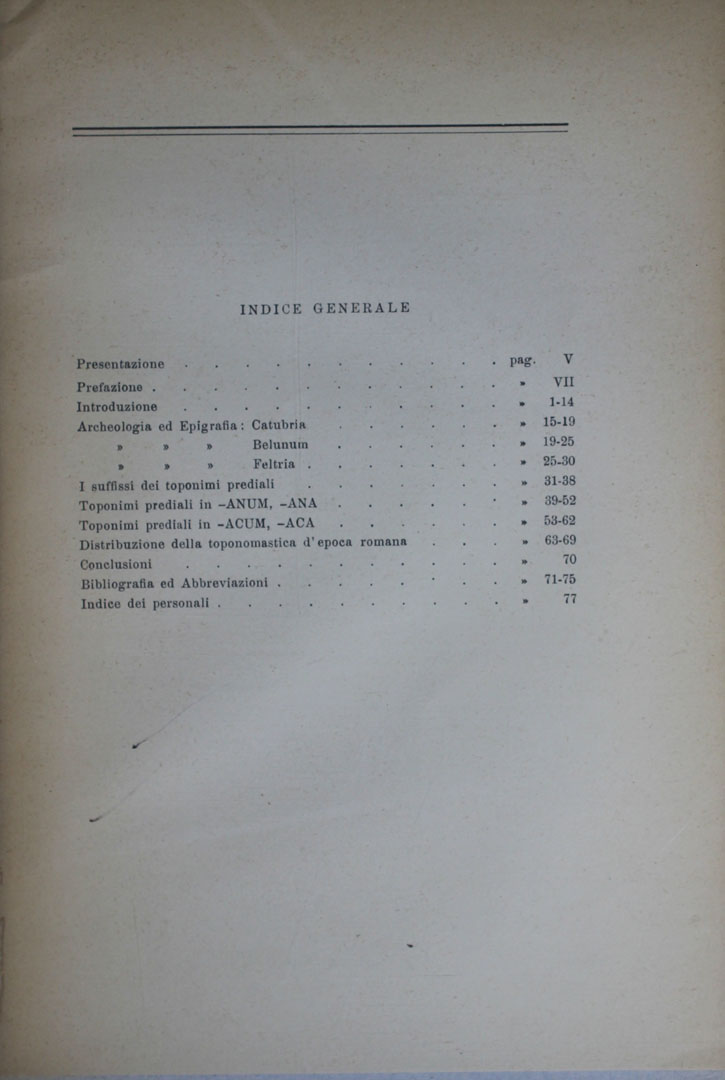 INDICE GENERALE
Presentazione . . . . . . . . . . . pag. V
Prefazione . . . . . . . . . . . . » VII
Introduzione . . . . . . . . . . . » 1-14
Archeologia ed Epigrafia: Catubria . . . . . . » 15-19
» » » Belunum . . . . . . » 19-25
» » » Feltria . . . . . . . » 25-30
I suffissi dei toponimi prediali . . . . . . . » 31-38
Toponimi prediali in -ANUM, -ANA . . . . . . » 39-52
Toponimi prediali in -ACUM, -ACA . . . . . . » 53-62
Distribuzione della toponomastica d'epoca romana . . . » 63-69
Conclusioni . . . . . . . . . . . » 70
Bibliografia ed Abbreviazioni . . . . . . . . » 71-75
Indice dei personali . . . . . . . . . . » 77